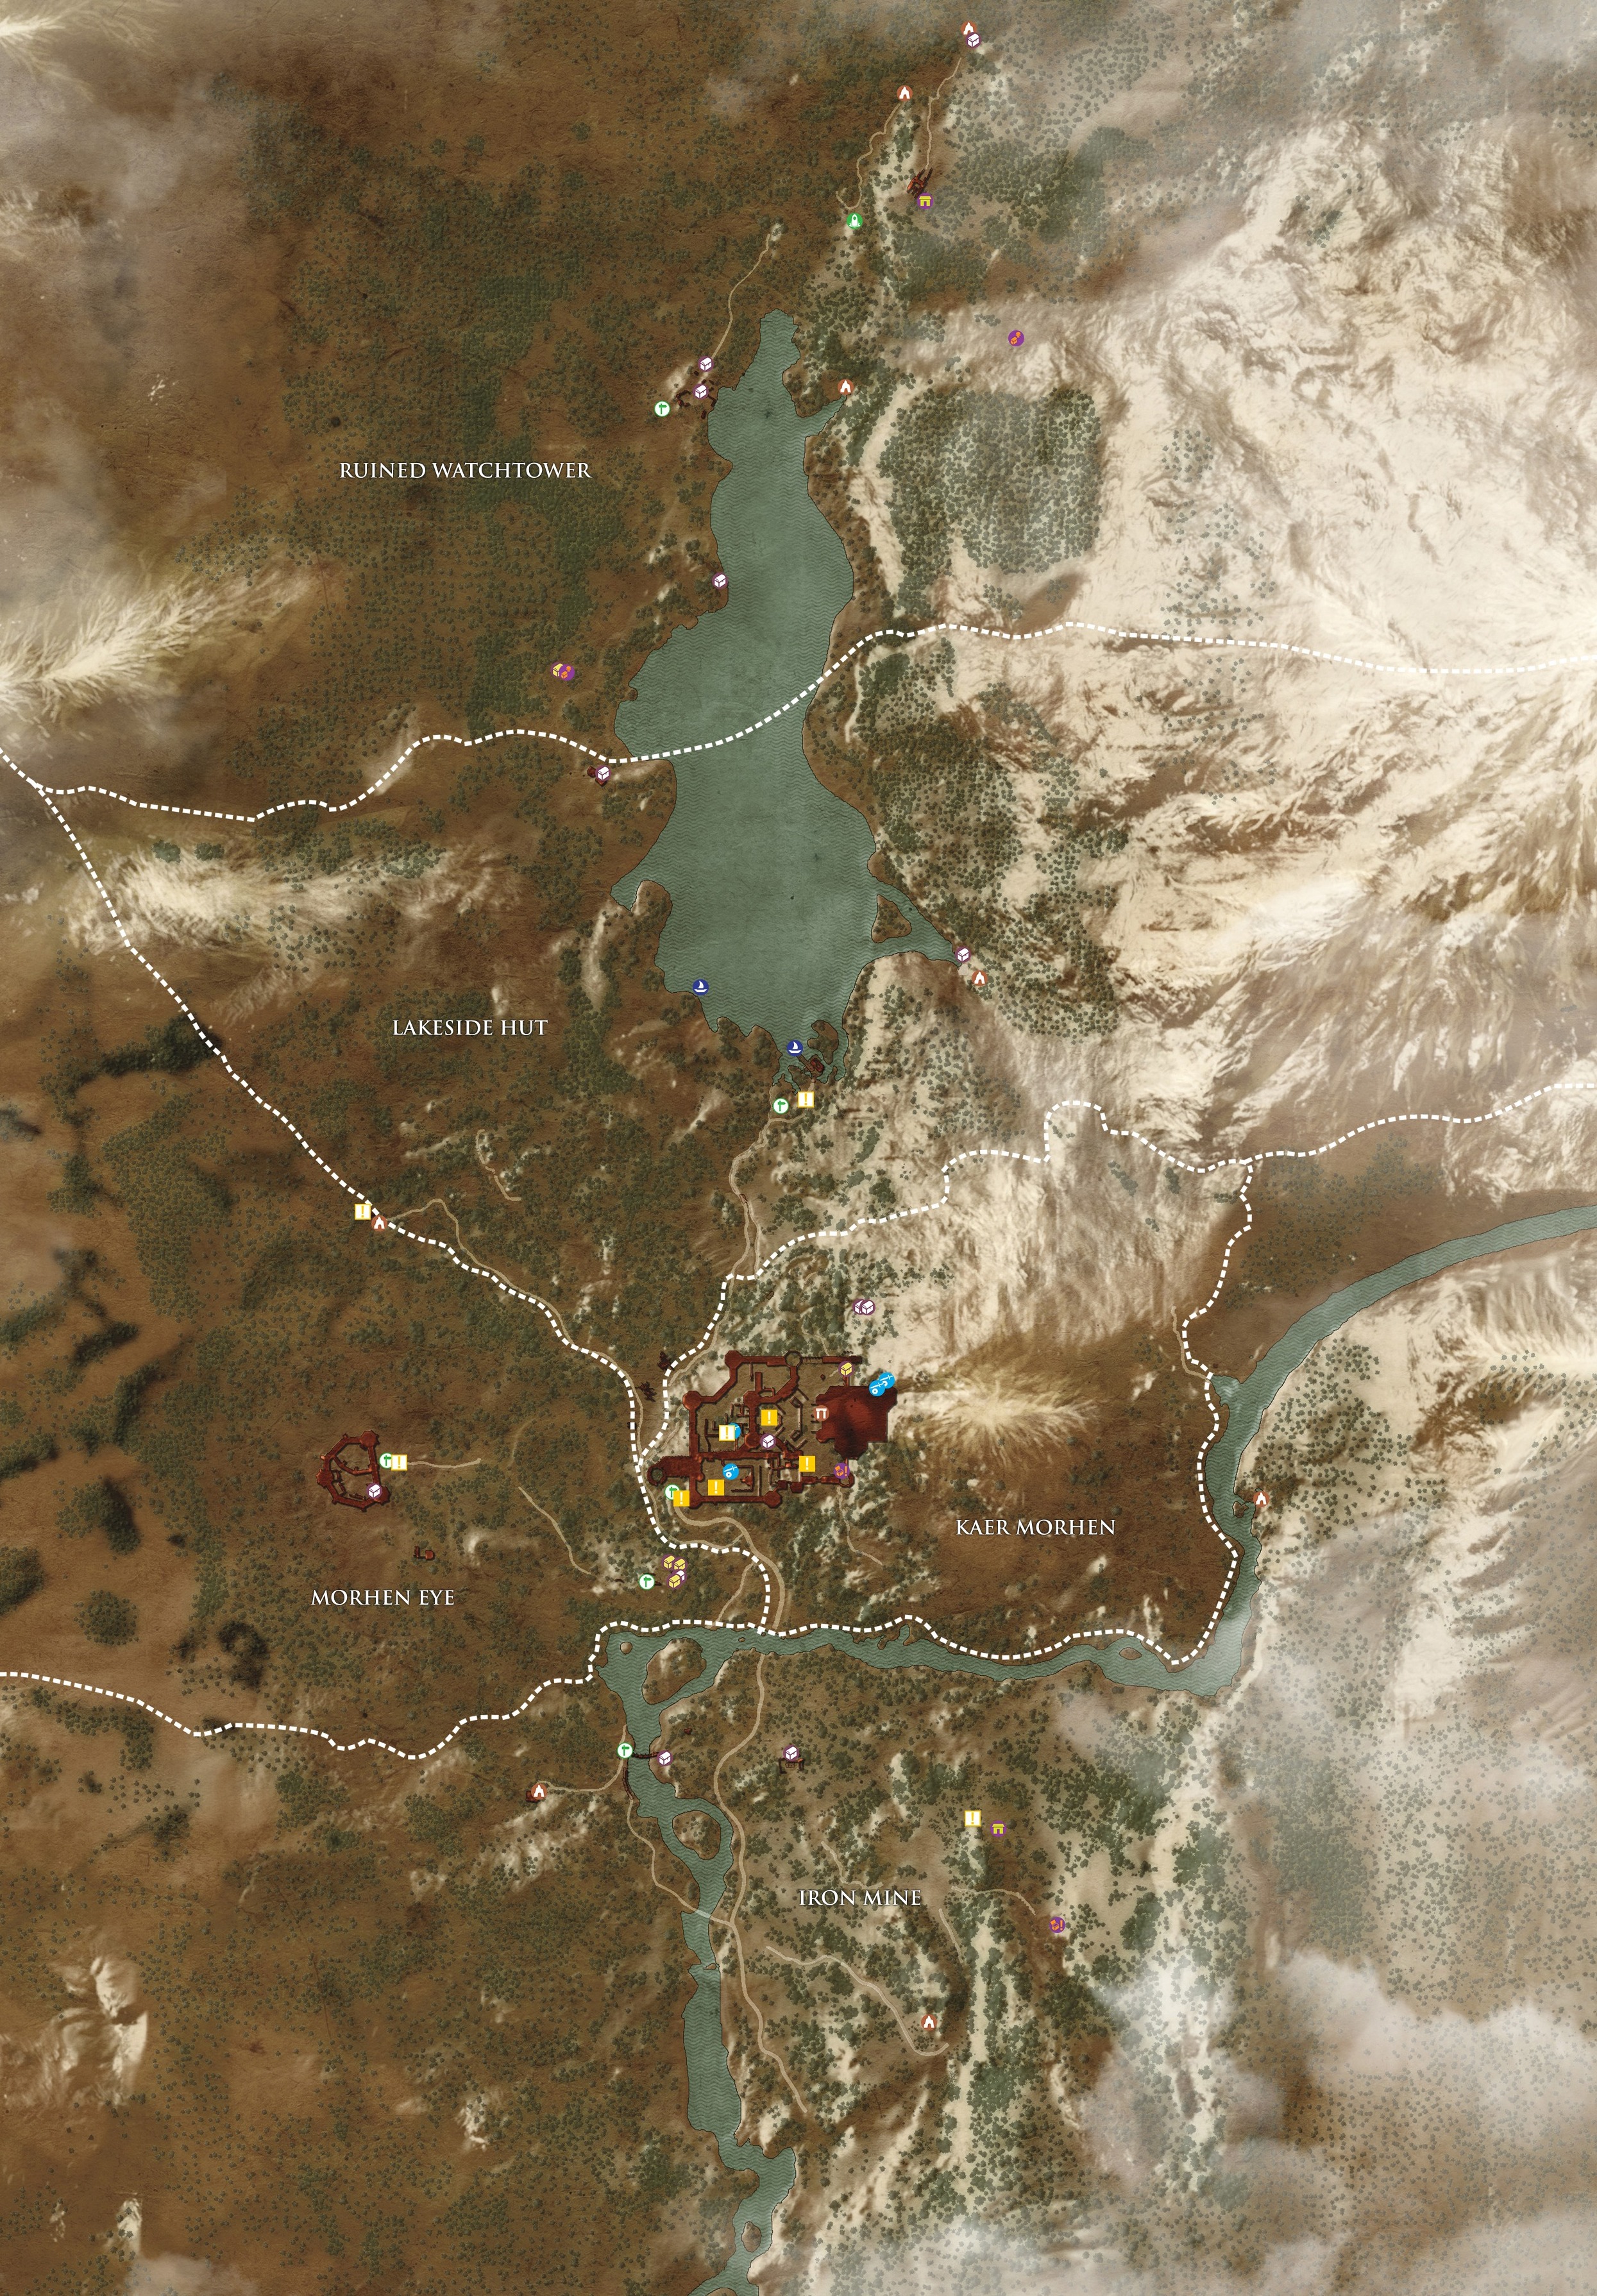 RUINED WATCHTOWER
LAKESIDE HUT
KAER MORHEN
MORHEN EYE
IRON MINE